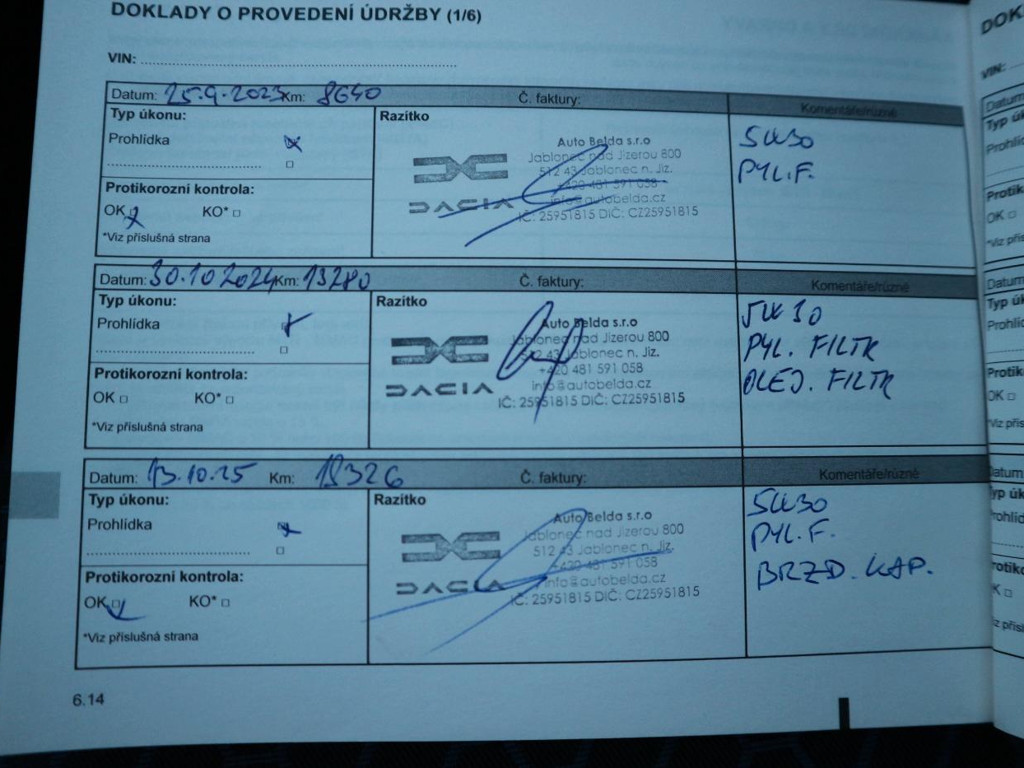 DOKLADY O PROVEDENÍ ÚDRŽBY (1/6)
VIN:
Datum: 25.9.2023 Km: 8640 Č. faktury: Komentáře/různé
Typ úkonu: Razítko
Prohlídka
Protikorozní kontrola:
OK KO*
*Viz příslušná strana
Auto Belda s.r.o
Jablonec nad Jizerou 800
512 43 Jablonec n. Jiz.
+420 481 591 058
info@autobelda.cz
DACIA IČ: 25951815 DIČ: CZ25951815
5W30
PYL.F.
Datum: 30.10 2024 Km: 13280 Č. faktury: Komentáře/různé
Typ úkonu: Razítko
Prohlídka
Protikorozní kontrola:
OK KO*
*Viz příslušná strana
Auto Belda s.r.o
Jablonec nad Jizerou 800
512 43 Jablonec n. Jiz.
+420 481 591 058
info@autobelda.cz
DACIA IČ: 25951815 DIČ: CZ25951815
5W30
PYL. FILTR
OLEJ. FILTR
Datum: 13.10.25 Km: Č. faktury: Komentáře/různé
Typ úkonu: Razítko
Prohlídka
Protikorozní kontrola:
OK KO*
*Viz příslušná strana
Auto Belda s.r.o
Jablonec nad Jizerou 800
512 43 Jablonec n. Jiz.
+420 481 591 058
info@autobelda.cz
DACIA IČ: 25951815 DIČ: CZ25951815
5W30
PYL.F.
BRZD. KAP.
6.14